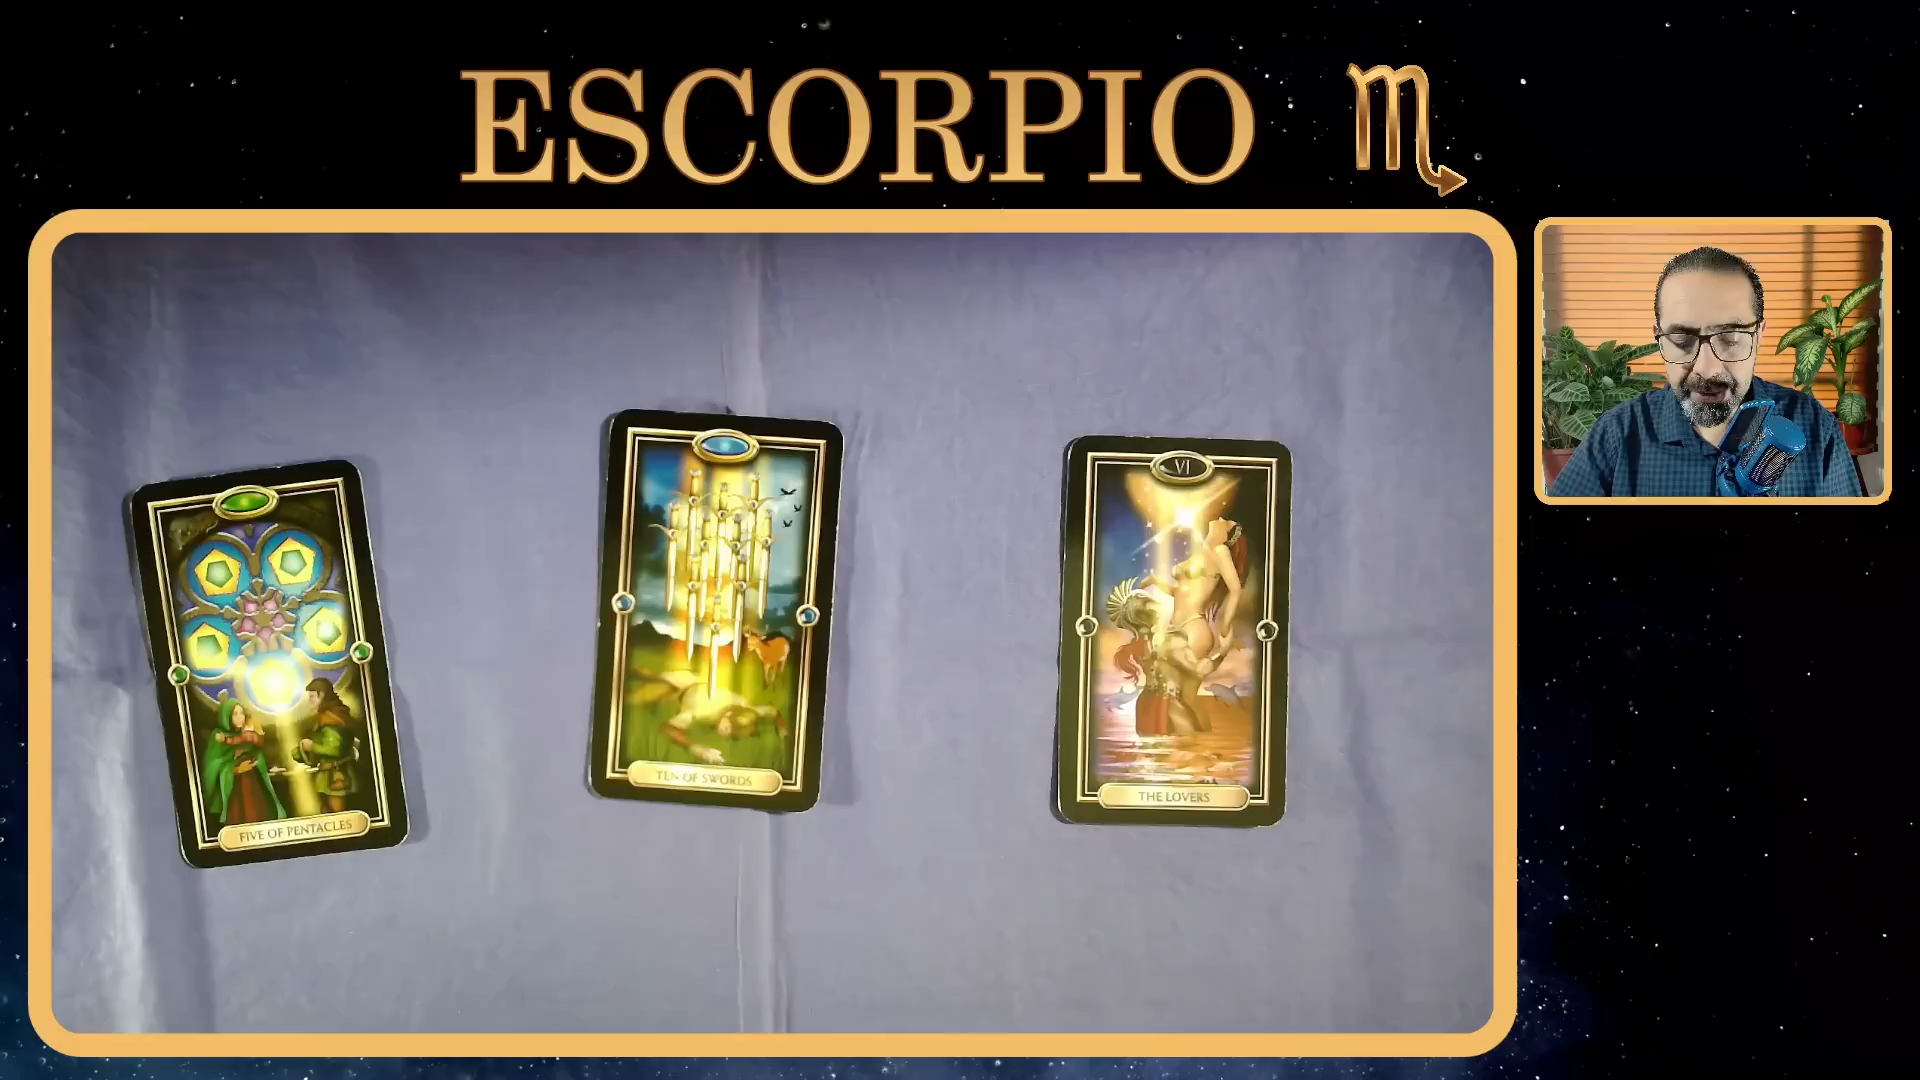 ESCORPIO ♏
FIVE OF PENTACLES
TEN OF SWORDS
VI
THE LOVERS